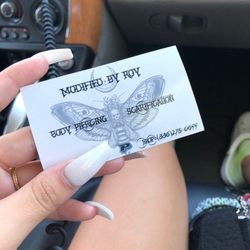 MODIFIED BY ROY
BODY PIERCING
SCARIFICATION